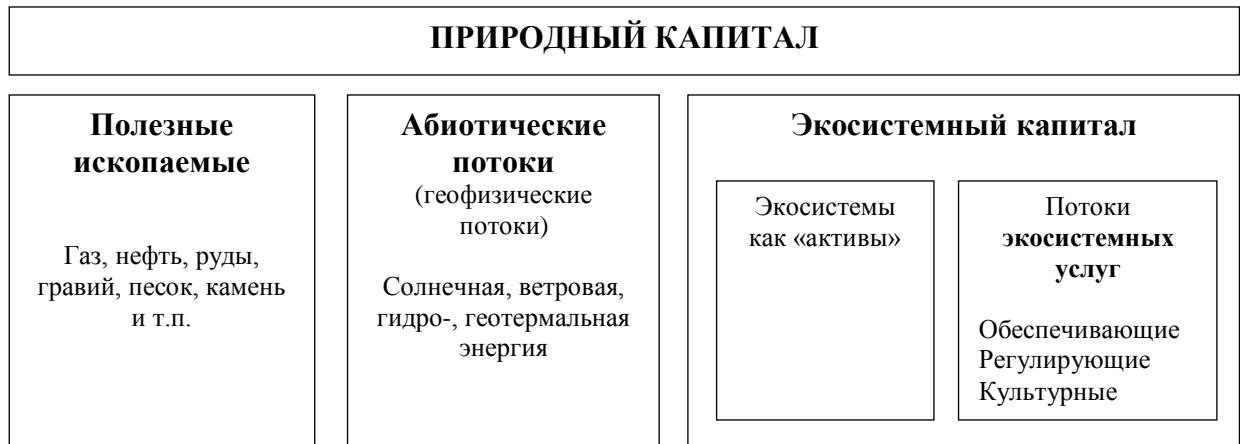 ПРИРОДНЫЙ КАПИТАЛ
Полезные
ископаемые
Газ, нефть, руды,
гравий, песок, камень
и т.п.
Абиотические
потоки
(геофизические
потоки)
Солнечная, ветровая,
гидро-, геотермальная
энергия
Экосистемный капитал
Экосистемы
как «активы»
Потоки
экосистемных
услуг
Обеспечивающие
Регулирующие
Культурные